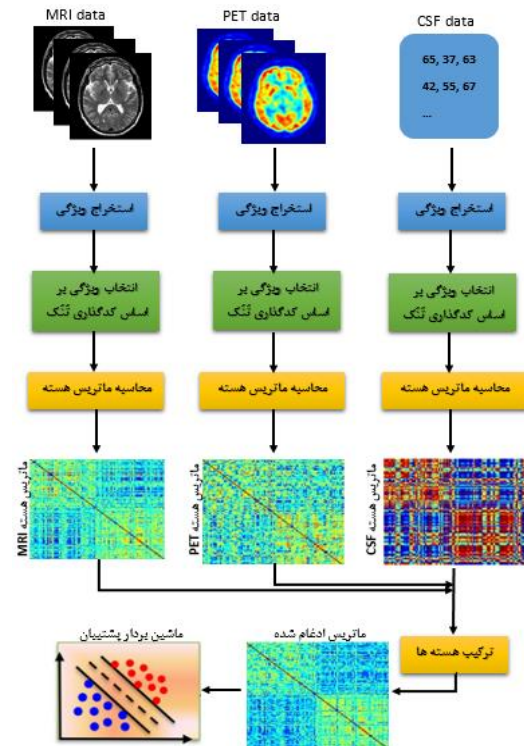 MRI data
PET data
CSF data
65, 37, 63
42, 55, 67
...
استخراج ویژگی
استخراج ویژگی
استخراج ویژگی
انتخاب ویژگی بر
اساس کدگذاری تُنُک
انتخاب ویژگی بر
اساس کدگذاری تُنُک
انتخاب ویژگی بر
اساس کدگذاری تُنُک
محاسبه ماتریس هسته
محاسبه ماتریس هسته
محاسبه ماتریس هسته
ماتریس هسته MRI
ماتریس هسته PET
ماتریس هسته CSF
ترکیب هسته ها
ماتریس ادغام شده
ماشین بردار پشتیبان